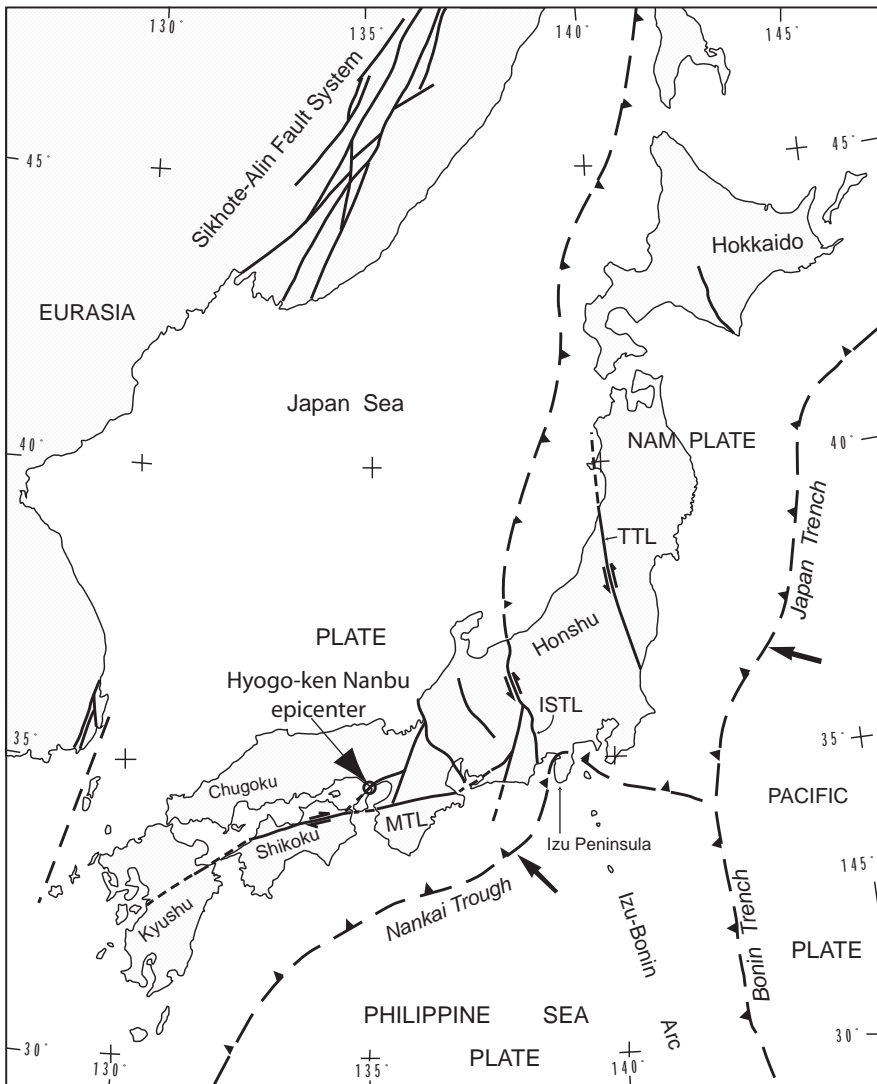 130°
135°
140°
145°
Sikhote-Alin Fault System
45°
45°
Hokkaido
EURASIA
Japan Sea
40°
NAM PLATE
40°
TTL
Japan Trench
PLATE
Honshu
Hyogo-ken Nanbu
epicenter
ISTL
35°
35°
Chugoku
PACIFIC
MTL
Shikoku
Izu Peninsula
145°
Kyushu
Nankai Trough
Izu-Bonin
Arc
Bonin Trench
PLATE
PHILIPPINE SEA
PLATE
30°
130°
135°
140°
30°